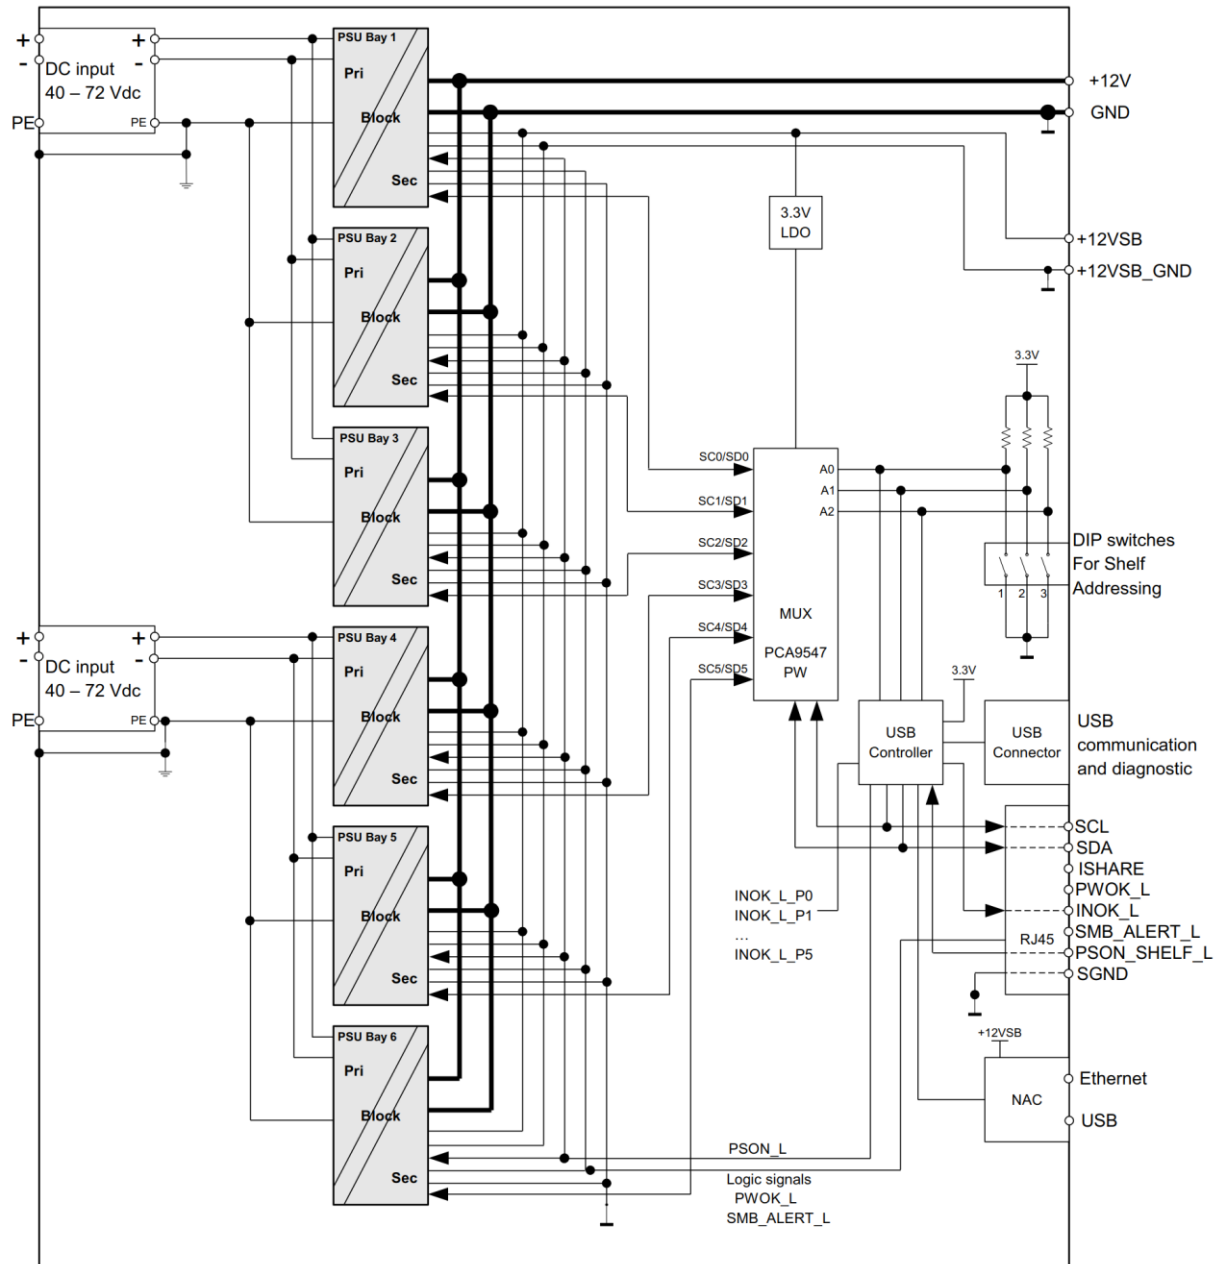 +
-
DC input
40 – 72 Vdc
PE
+
-
PE
PSU Bay 1
Pri
Block
Sec
+12V
GND
3.3V
LDO
+12VSB
+12VSB_GND
PSU Bay 2
Pri
Block
Sec
3.3V
PSU Bay 3
Pri
Block
Sec
SC0/SD0
SC1/SD1
SC2/SD2
SC3/SD3
SC4/SD4
SC5/SD5
A0
A1
A2
MUX
PCA9547
PW
DIP switches
For Shelf
Addressing
1 2 3
+
-
DC input
40 – 72 Vdc
PE
+
-
PE
PSU Bay 4
Pri
Block
Sec
3.3V
USB
Controller
USB
Connector
USB
communication
and diagnostic
PSU Bay 5
Pri
Block
Sec
INOK_L_P0
INOK_L_P1
...
INOK_L_P5
RJ45
SCL
SDA
ISHARE
PWOK_L
INOK_L
SMB_ALERT_L
PSON_SHELF_L
SGND
PSU Bay 6
Pri
Block
Sec
+12VSB
NAC
Ethernet
USB
PSON_L
Logic signals
PWOK_L
SMB_ALERT_L